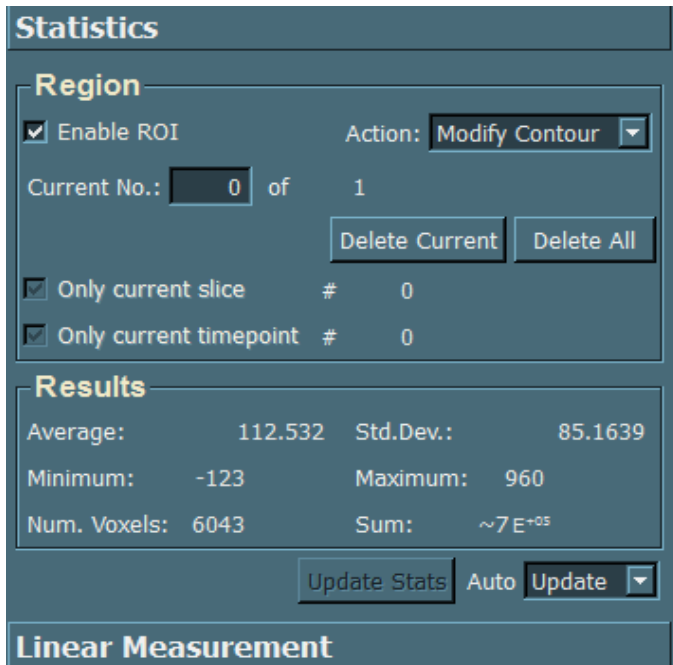 Statistics
Region
Enable ROI Action: Modify Contour
Current No.: 0 of 1
Delete Current Delete All
Only current slice # 0
Only current timepoint # 0
Results
Average: 112.532 Std.Dev.: 85.1639
Minimum: -123 Maximum: 960
Num. Voxels: 6043 Sum: ~7E⁺⁰⁵
Update Stats Auto Update
Linear Measurement